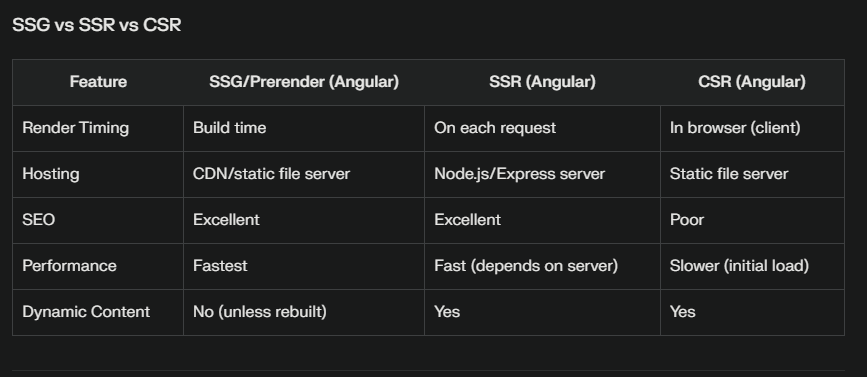 SSG vs SSR vs CSR
Feature SSG/Prerender (Angular) SSR (Angular) CSR (Angular)
Render Timing Build time On each request In browser (client)
Hosting CDN/static file server Node.js/Express server Static file server
SEO Excellent Excellent Poor
Performance Fastest Fast (depends on server) Slower (initial load)
Dynamic Content No (unless rebuilt) Yes Yes